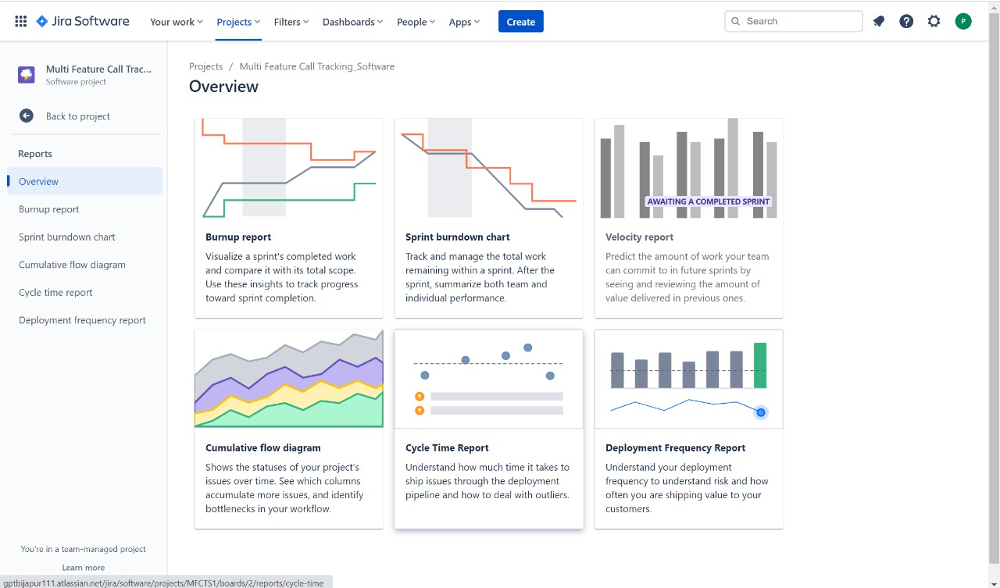 Jira Software
Your work
Projects
Filters
Dashboards
People
Apps
Create
Search
P
Multi Feature Call Trac...
Software project
Back to project
Reports
Overview
Burnup report
Sprint burndown chart
Cumulative flow diagram
Cycle time report
Deployment frequency report
You're in a team-managed project
Learn more
Projects / Multi Feature Call Tracking_Software
Overview
Burnup report
Visualize a sprint's completed work
and compare it with its total scope.
Use these insights to track progress
toward sprint completion.
Sprint burndown chart
Track and manage the total work
remaining within a sprint. After the
sprint, summarize both team and
individual performance.
AWAITING A COMPLETED SPRINT
Velocity report
Predict the amount of work your team
can commit to in future sprints by
seeing and reviewing the amount of
value delivered in previous ones.
Cumulative flow diagram
Shows the statuses of your project's
issues over time. See which columns
accumulate more issues, and identify
bottlenecks in your workflow.
Cycle Time Report
Understand how much time it takes to
ship issues through the deployment
pipeline and how to deal with outliers.
Deployment Frequency Report
Understand your deployment
frequency to understand risk and how
often you are shipping value to your
customers.
gptbijapur111.atlassian.net/jira/software/projects/MFCTS1/boards/2/reports/cycle-time